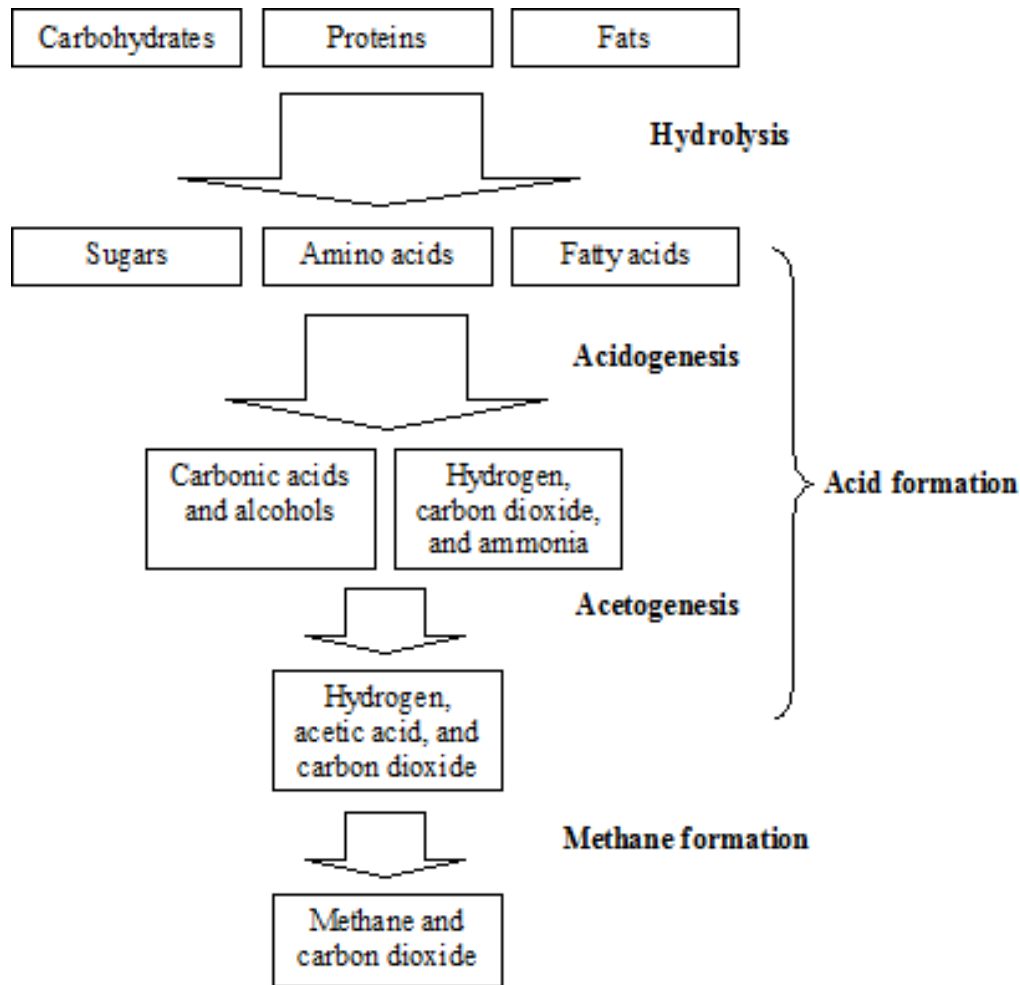 Carbohydrates
Proteins
Fats
Hydrolysis
Sugars
Amino acids
Fatty acids
Acidogenesis
Carbonic acids
and alcohols
Hydrogen,
carbon dioxide,
and ammonia
Acid formation
Acetogenesis
Hydrogen,
acetic acid, and
carbon dioxide
Methane formation
Methane and
carbon dioxide